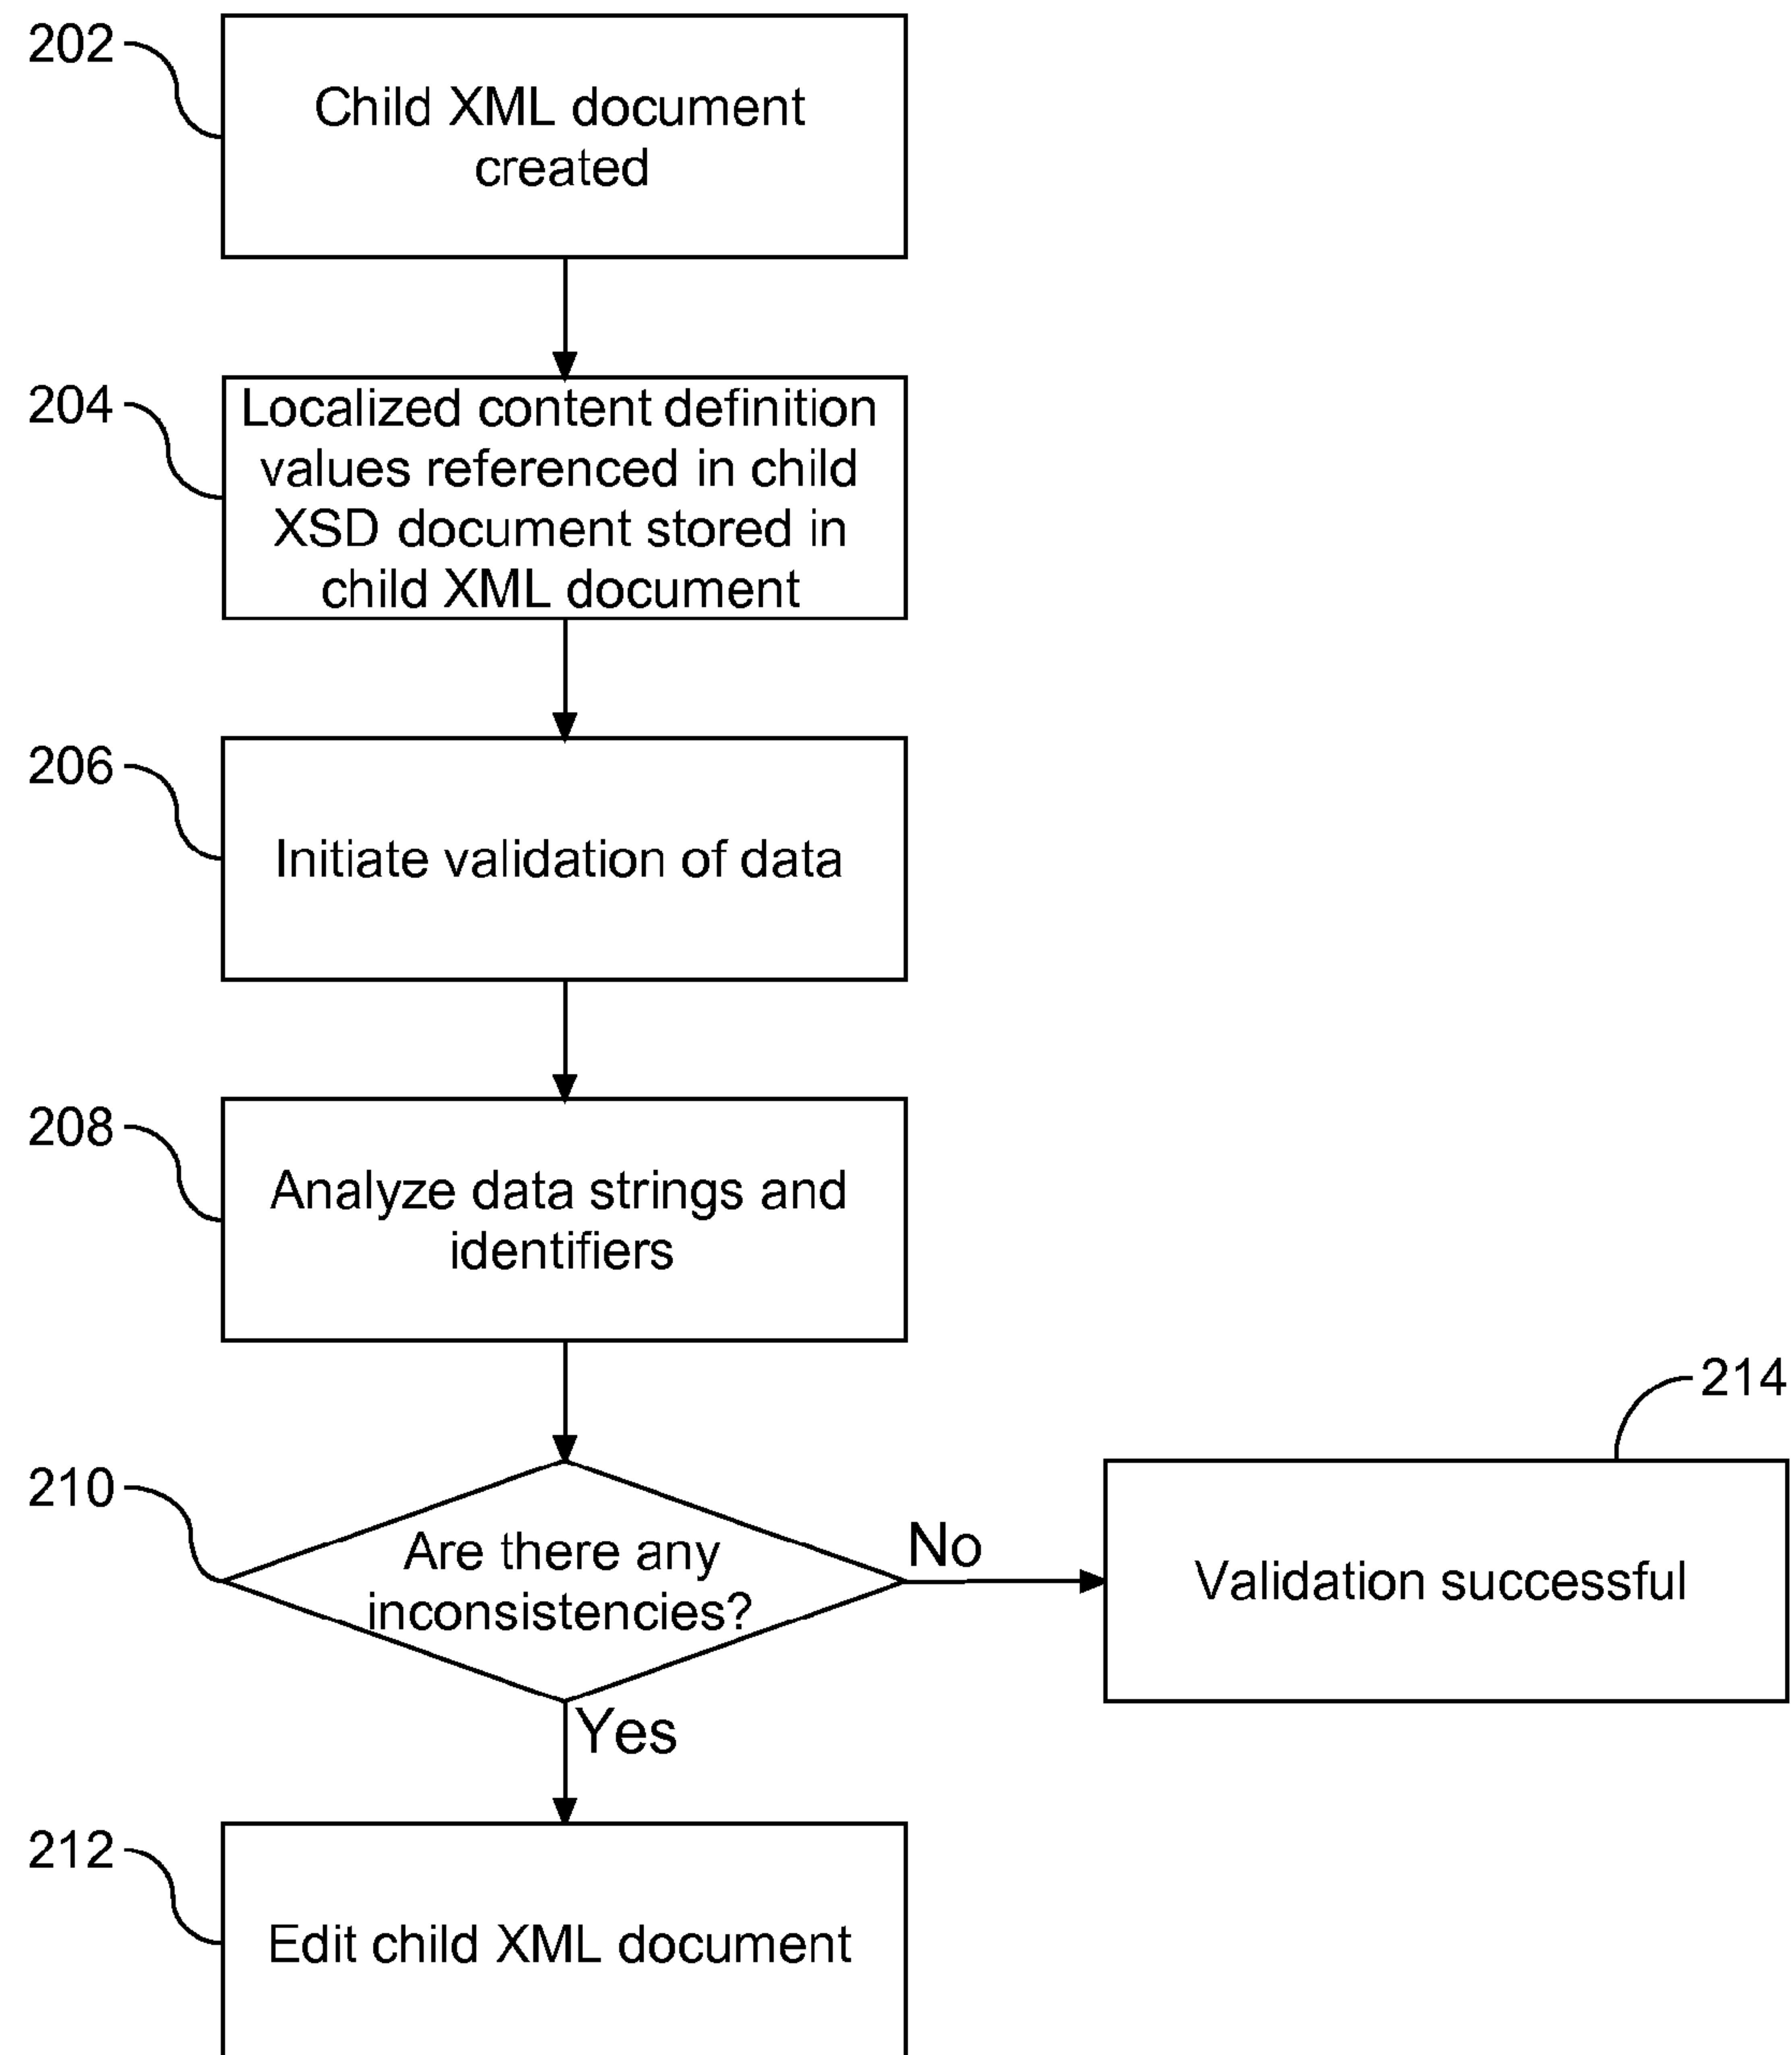 202
Child XML document
created
204
Localized content definition
values referenced in child
XSD document stored in
child XML document
206
Initiate validation of data
208
Analyze data strings and
identifiers
214
210
Are there any
inconsistencies?
No
Validation successful
Yes
212
Edit child XML document